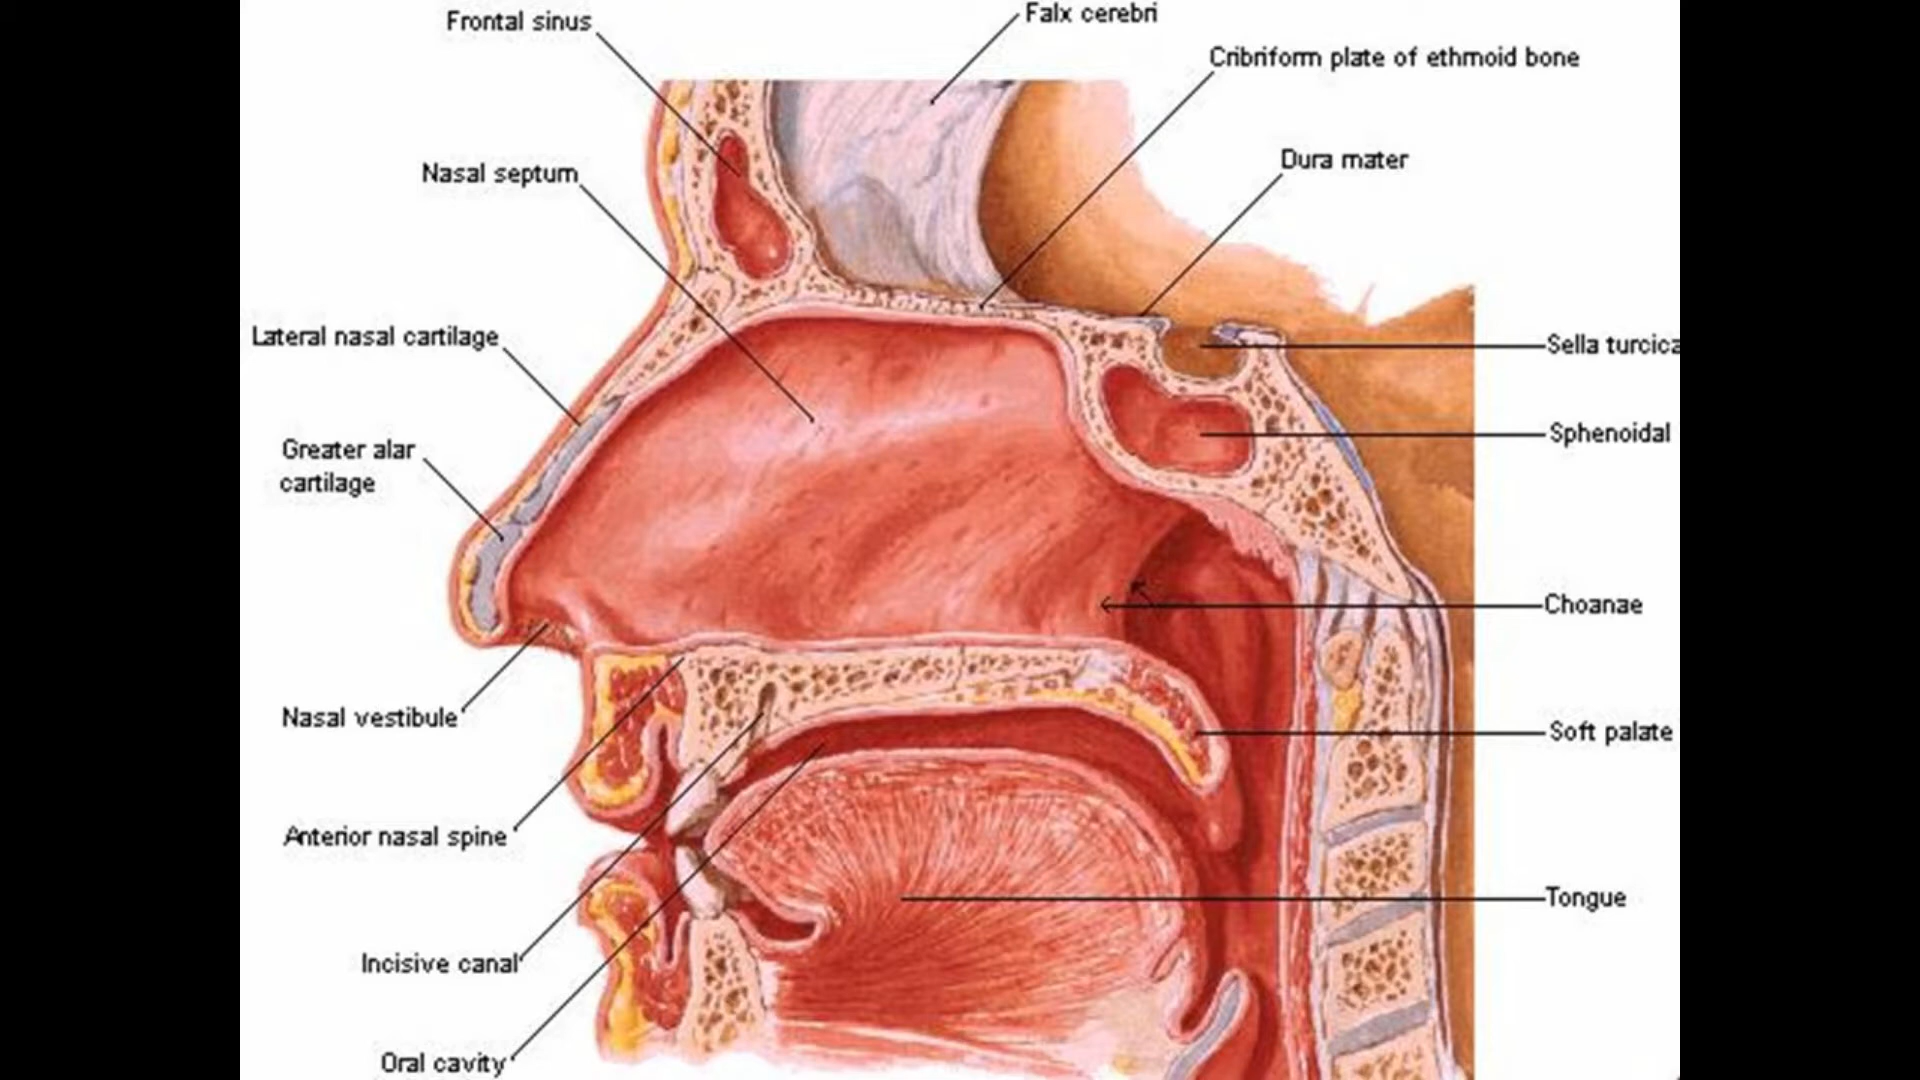 Frontal sinus
Falx cerebri
Cribriform plate of ethmoid bone
Dura mater
Nasal septum
Lateral nasal cartilage
Sella turcica
Greater alar
cartilage
Sphenoidal
Choanae
Nasal vestibule
Soft palate
Anterior nasal spine
Tongue
Incisive canal
Oral cavity